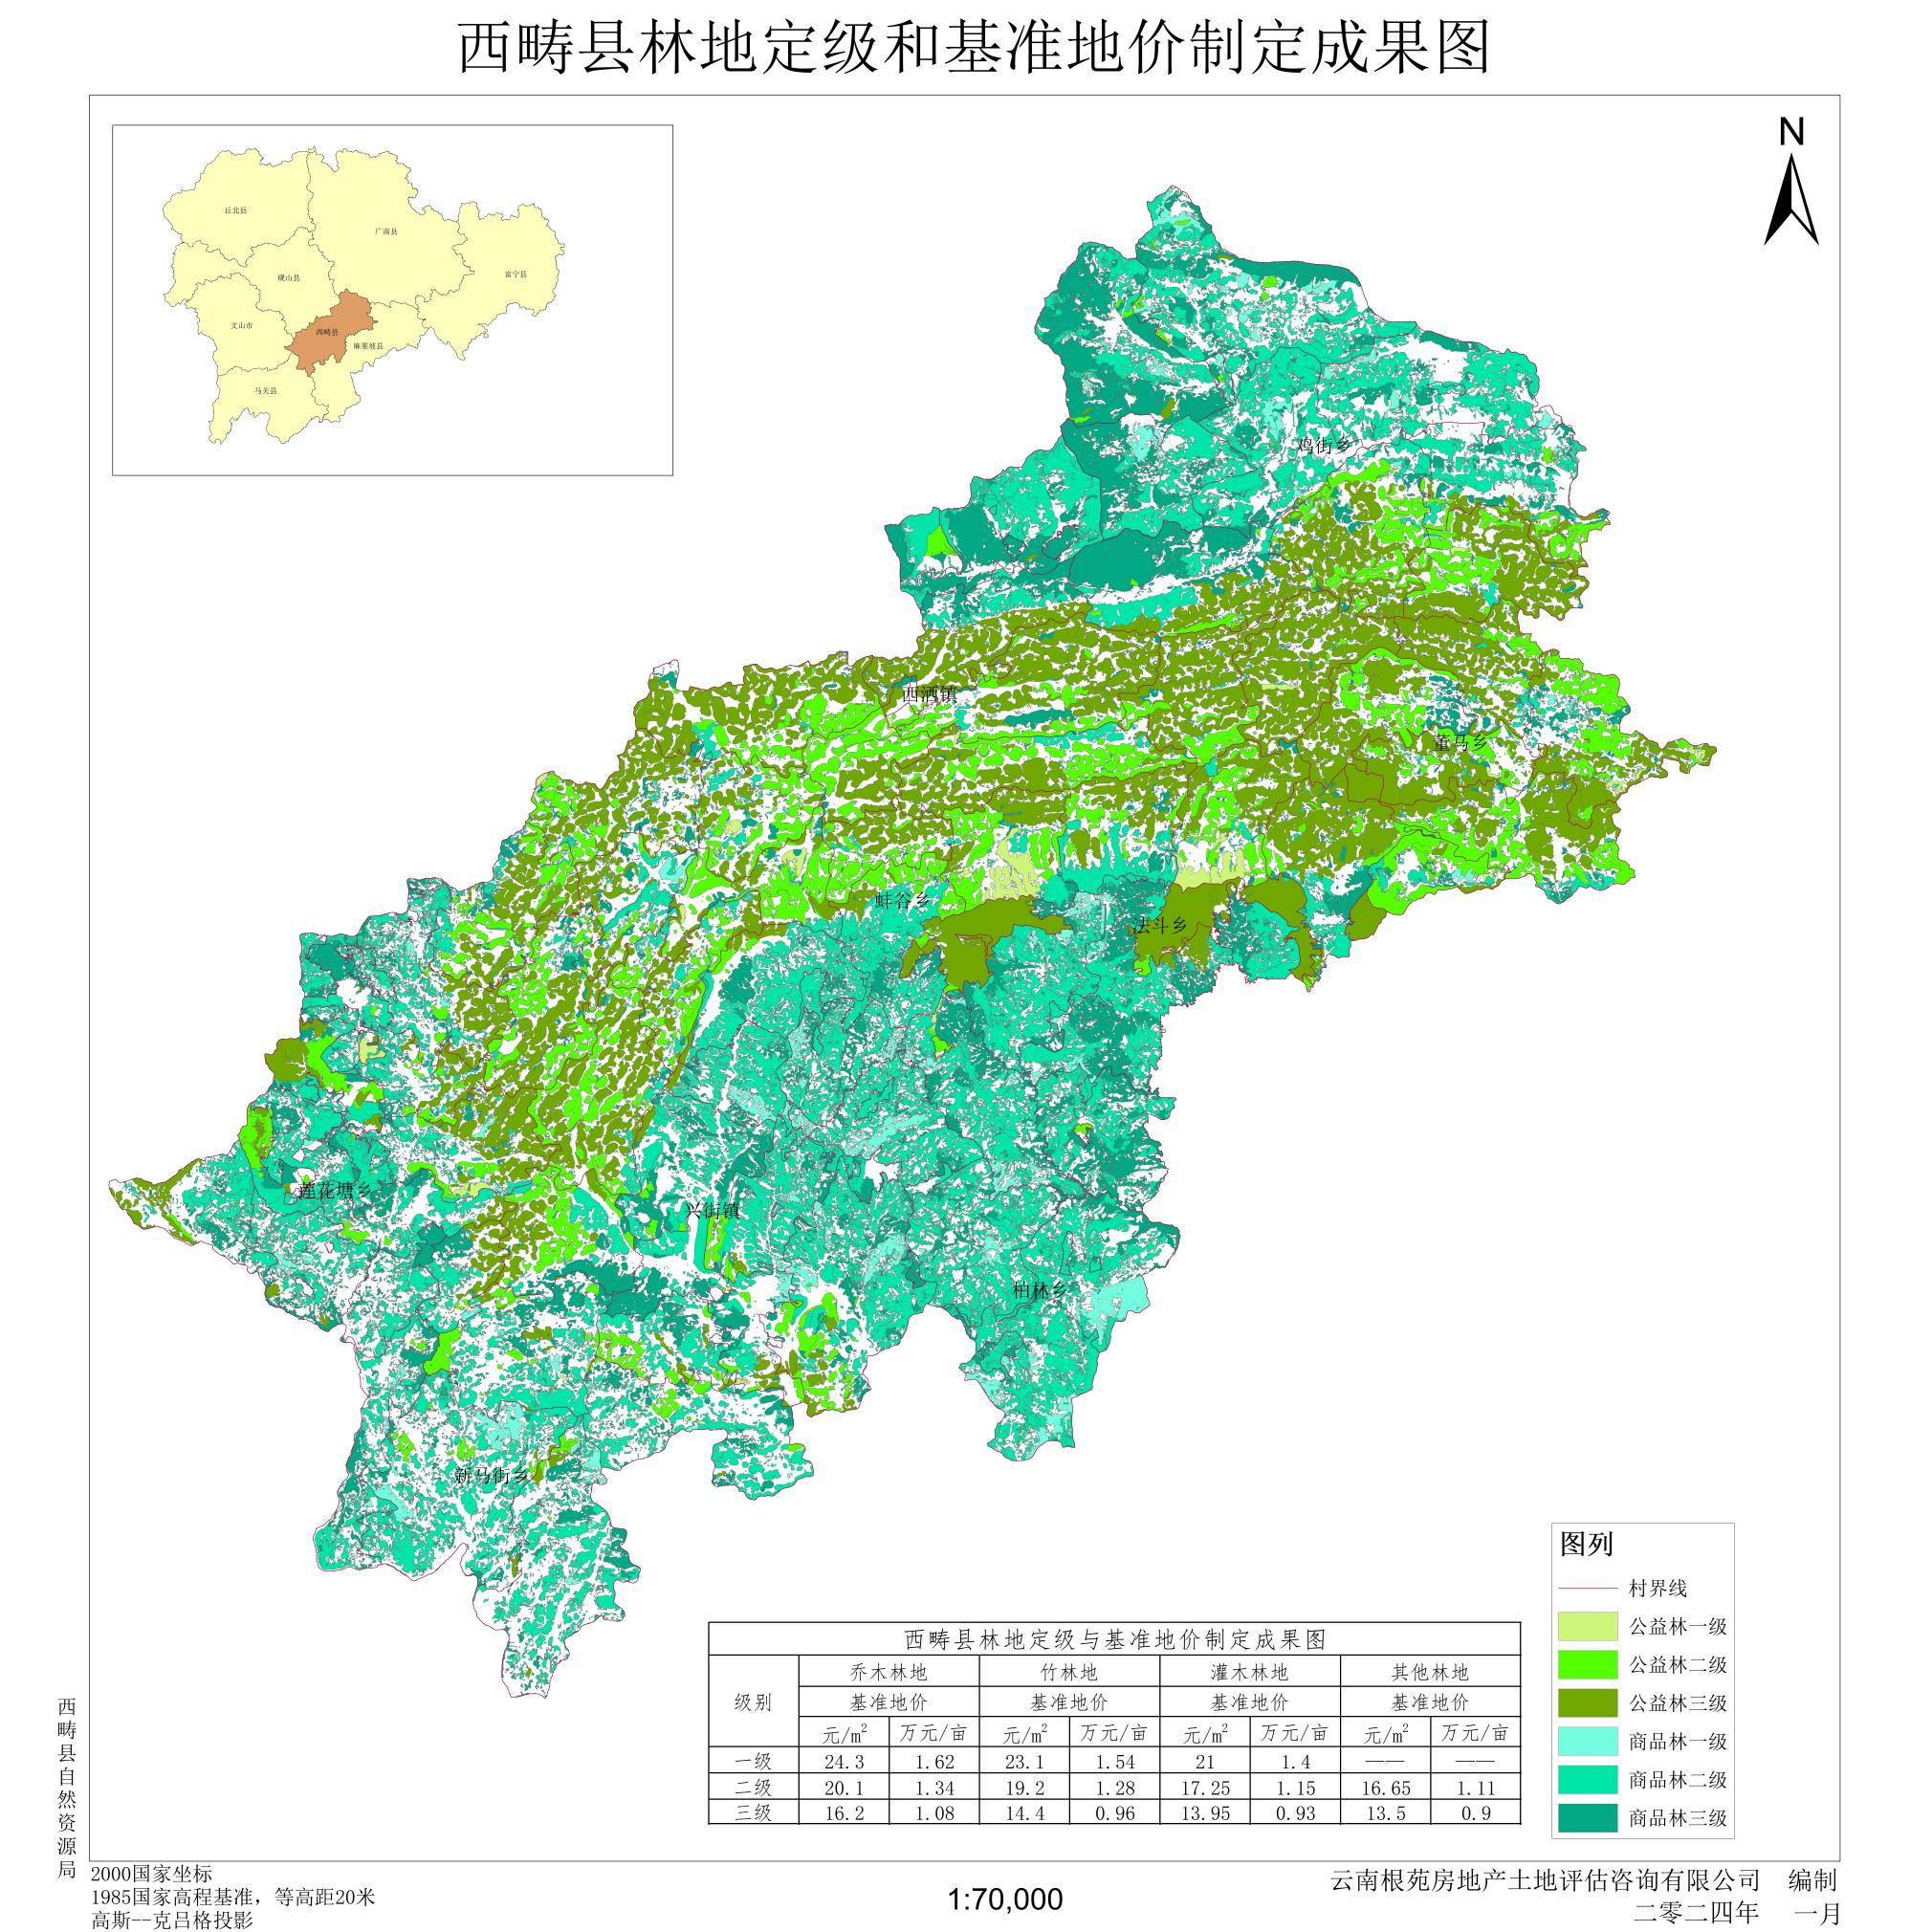 西畴县林地定级和基准地价制定成果图
N
丘北县
广南县
砚山县
富宁县
文山市
西畴县
麻栗坡县
马关县
鸡街乡
西洒镇
董马乡
蚌谷乡
法斗乡
莲花塘乡
兴街镇
柏林乡
新马街乡
图列
村界线
公益林一级
公益林二级
公益林三级
商品林一级
商品林二级
商品林三级
西畴县林地定级与基准地价制定成果图
级别 乔木林地 竹林地 灌木林地 其他林地
基准地价 基准地价 基准地价 基准地价
元/m² 万元/亩 元/m² 万元/亩 元/m² 万元/亩 元/m² 万元/亩
一级 24.3 1.62 23.1 1.54 21 1.4 —— ——
二级 20.1 1.34 19.2 1.28 17.25 1.15 16.65 1.11
三级 16.2 1.08 14.4 0.96 13.95 0.93 13.5 0.9
西畴县自然资源局
2000国家坐标
1985国家高程基准，等高距20米
高斯--克吕格投影
1:70,000
云南根苑房地产土地评估咨询有限公司 编制
二零二四年 一月